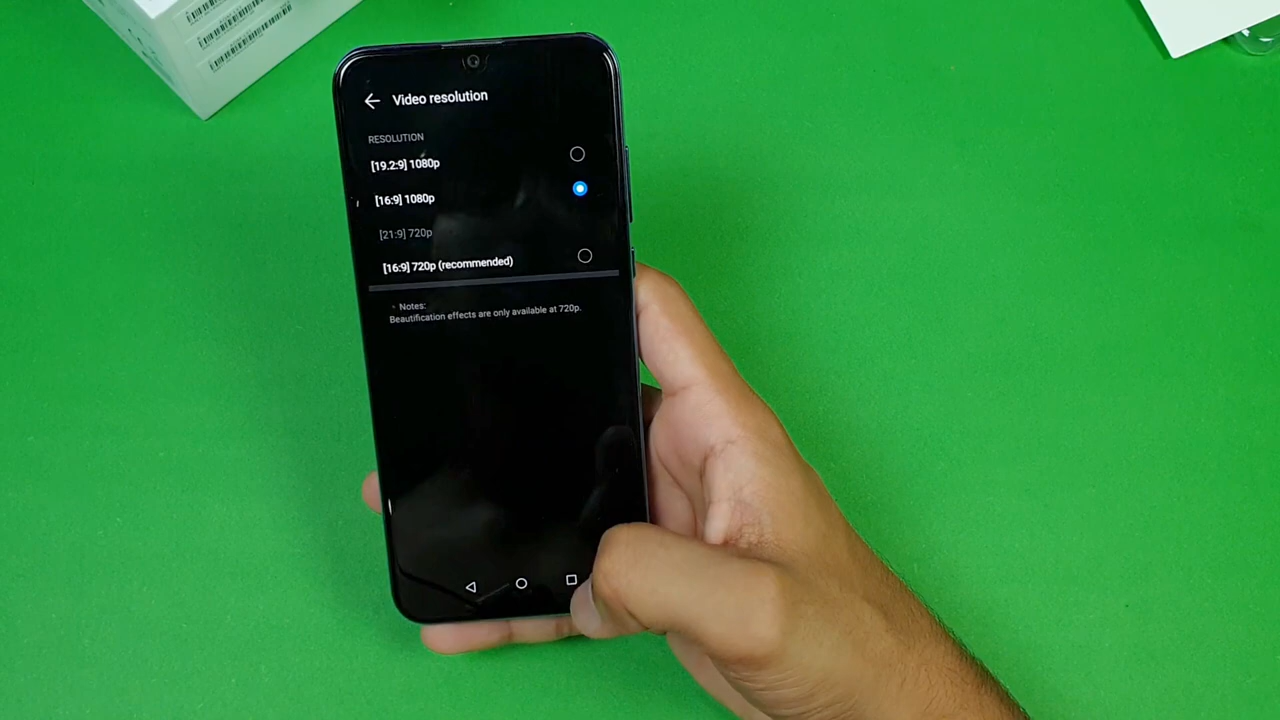 Video resolution
RESOLUTION
[19.2:9] 1080p
[16:9] 1080p
[21:9] 720p
[16:9] 720p (recommended)
Notes:
Beautification effects are only available at 720p.